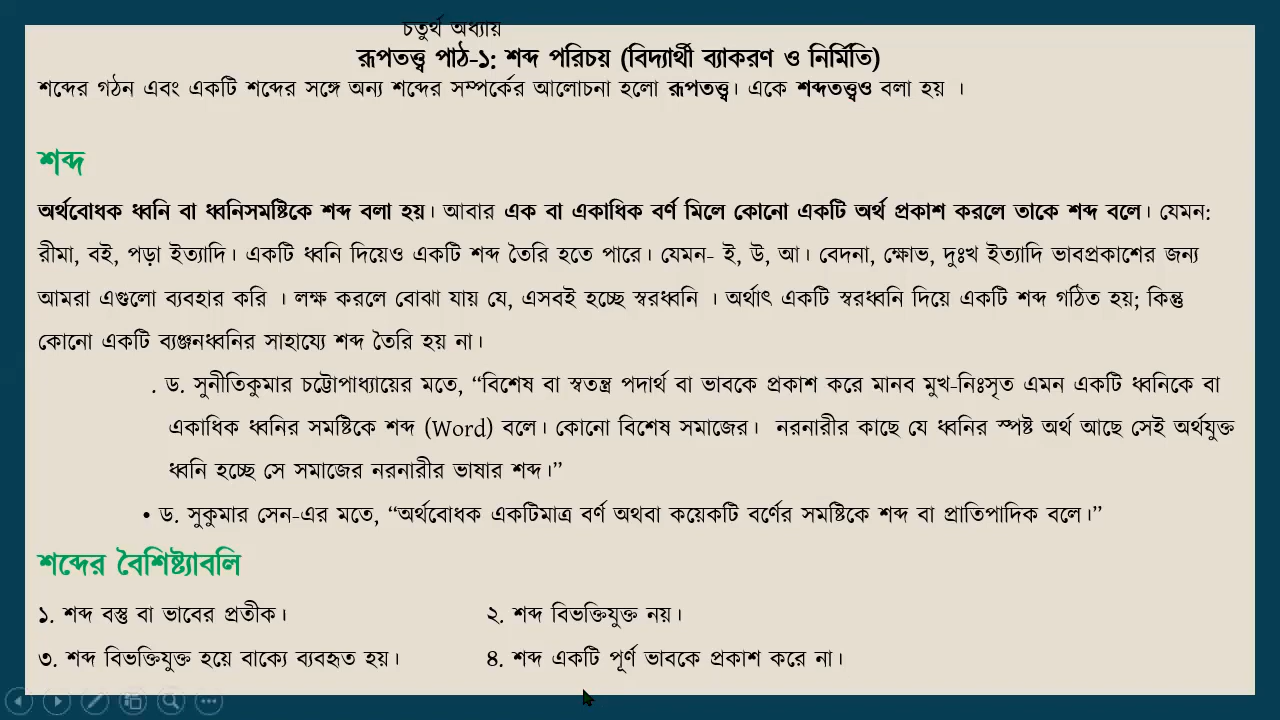 চতুর্থ অধ্যায়
রূপতত্ত্ব পাঠ-১: শব্দ পরিচয় (বিদ্যার্থী ব্যাকরণ ও নির্মিতি)
শব্দের গঠন এবং একটি শব্দের সঙ্গে অন্য শব্দের সম্পর্কের আলোচনা হলো রূপতত্ত্ব। একে শব্দতত্ত্বও বলা হয় ।
শব্দ
অর্থবোধক ধ্বনি বা ধ্বনিসমষ্টিকে শব্দ বলা হয়। আবার এক বা একাধিক বর্ণ মিলে কোনো একটি অর্থ প্রকাশ করলে তাকে শব্দ বলে। যেমন:
রীমা, বই, পড়া ইত্যাদি। একটি ধ্বনি দিয়েও একটি শব্দ তৈরি হতে পারে। যেমন- ই, উ, আ। বেদনা, ক্ষোভ, দুঃখ ইত্যাদি ভাবপ্রকাশের জন্য
আমরা এগুলো ব্যবহার করি । লক্ষ করলে বোঝা যায় যে, এসবই হচ্ছে স্বরধ্বনি । অর্থাৎ একটি স্বরধ্বনি দিয়ে একটি শব্দ গঠিত হয়; কিন্তু
কোনো একটি ব্যঞ্জনধ্বনির সাহায্যে শব্দ তৈরি হয় না।
. ড. সুনীতিকুমার চট্টোপাধ্যায়ের মতে, “বিশেষ বা স্বতন্ত্র পদার্থ বা ভাবকে প্রকাশ করে মানব মুখ-নিঃসৃত এমন একটি ধ্বনিকে বা
একাধিক ধ্বনির সমষ্টিকে শব্দ (Word) বলে। কোনো বিশেষ সমাজের। নরনারীর কাছে যে ধ্বনির স্পষ্ট অর্থ আছে সেই অর্থযুক্ত
ধ্বনি হচ্ছে সে সমাজের নরনারীর ভাষার শব্দ।”
• ড. সুকুমার সেন-এর মতে, “অর্থবোধক একটিমাত্র বর্ণ অথবা কয়েকটি বর্ণের সমষ্টিকে শব্দ বা প্রাতিপাদিক বলে।”
শব্দের বৈশিষ্ট্যাবলি
১. শব্দ বস্তু বা ভাবের প্রতীক। ২. শব্দ বিভক্তিযুক্ত নয়।
৩. শব্দ বিভক্তিযুক্ত হয়ে বাক্যে ব্যবহৃত হয়। ৪. শব্দ একটি পূর্ণ ভাবকে প্রকাশ করে না।